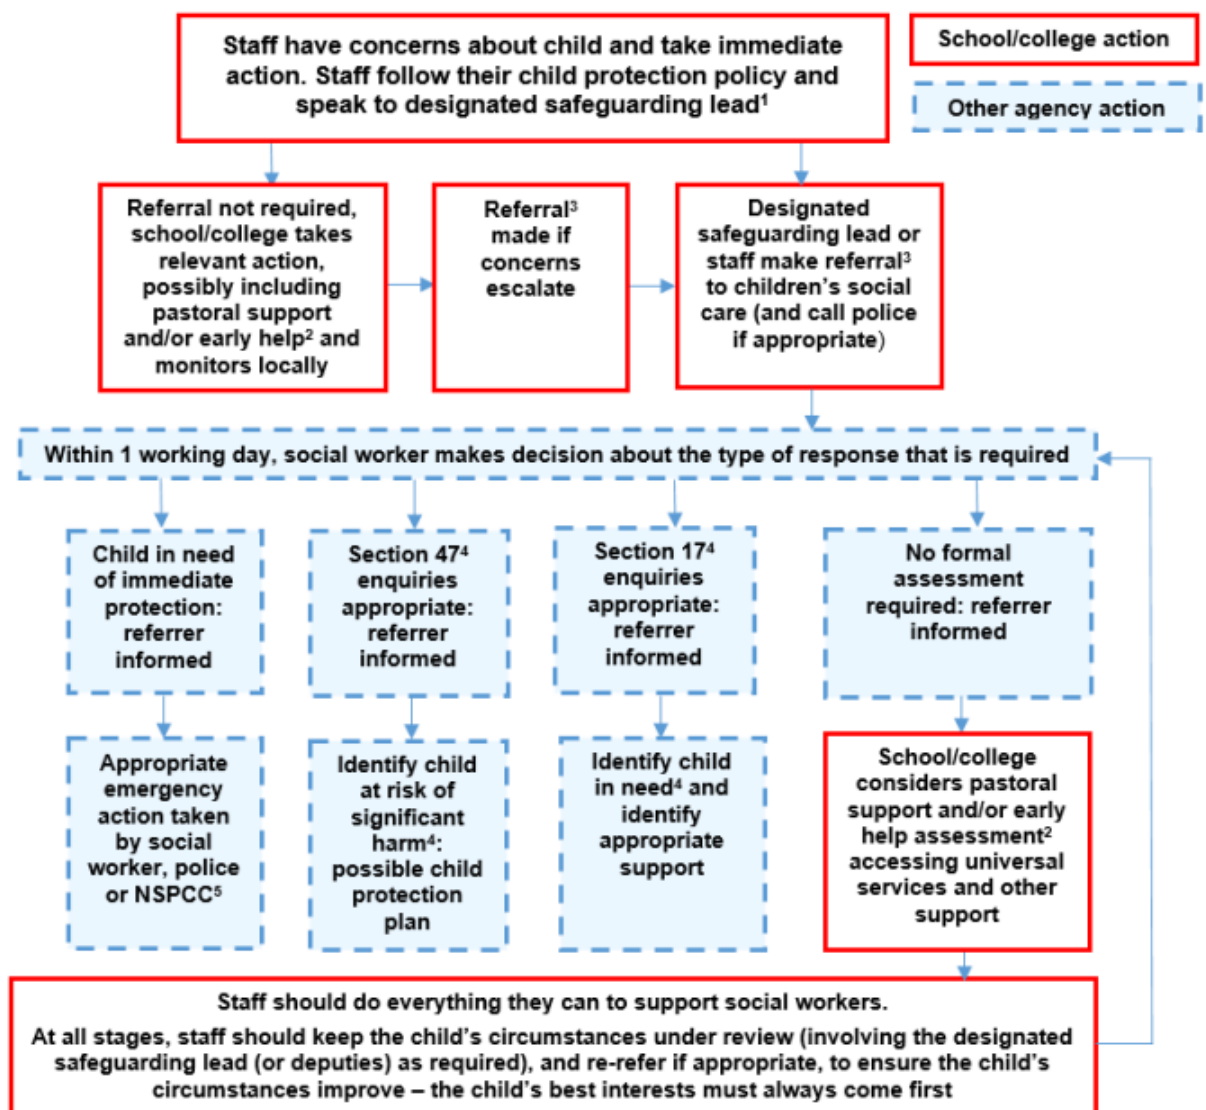 Staff have concerns about child and take immediate
action. Staff follow their child protection policy and
speak to designated safeguarding lead¹
School/college action
Other agency action
Referral not required,
school/college takes
relevant action,
possibly including
pastoral support
and/or early help² and
monitors locally
Referral³
made if
concerns
escalate
Designated
safeguarding lead or
staff make referral³
to children's social
care (and call police
if appropriate)
Within 1 working day, social worker makes decision about the type of response that is required
Child in need
of immediate
protection:
referrer
informed
Section 47⁴
enquiries
appropriate:
referrer
informed
Section 17⁴
enquiries
appropriate:
referrer
informed
No formal
assessment
required: referrer
informed
Appropriate
emergency
action taken
by social
worker, police
or NSPCC⁵
Identify child
at risk of
significant
harm⁴:
possible child
protection
plan
Identify child
in need⁴ and
identify
appropriate
support
School/college
considers pastoral
support and/or early
help assessment²
accessing universal
services and other
support
Staff should do everything they can to support social workers.
At all stages, staff should keep the child's circumstances under review (involving the designated
safeguarding lead (or deputies) as required), and re-refer if appropriate, to ensure the child's
circumstances improve – the child's best interests must always come first